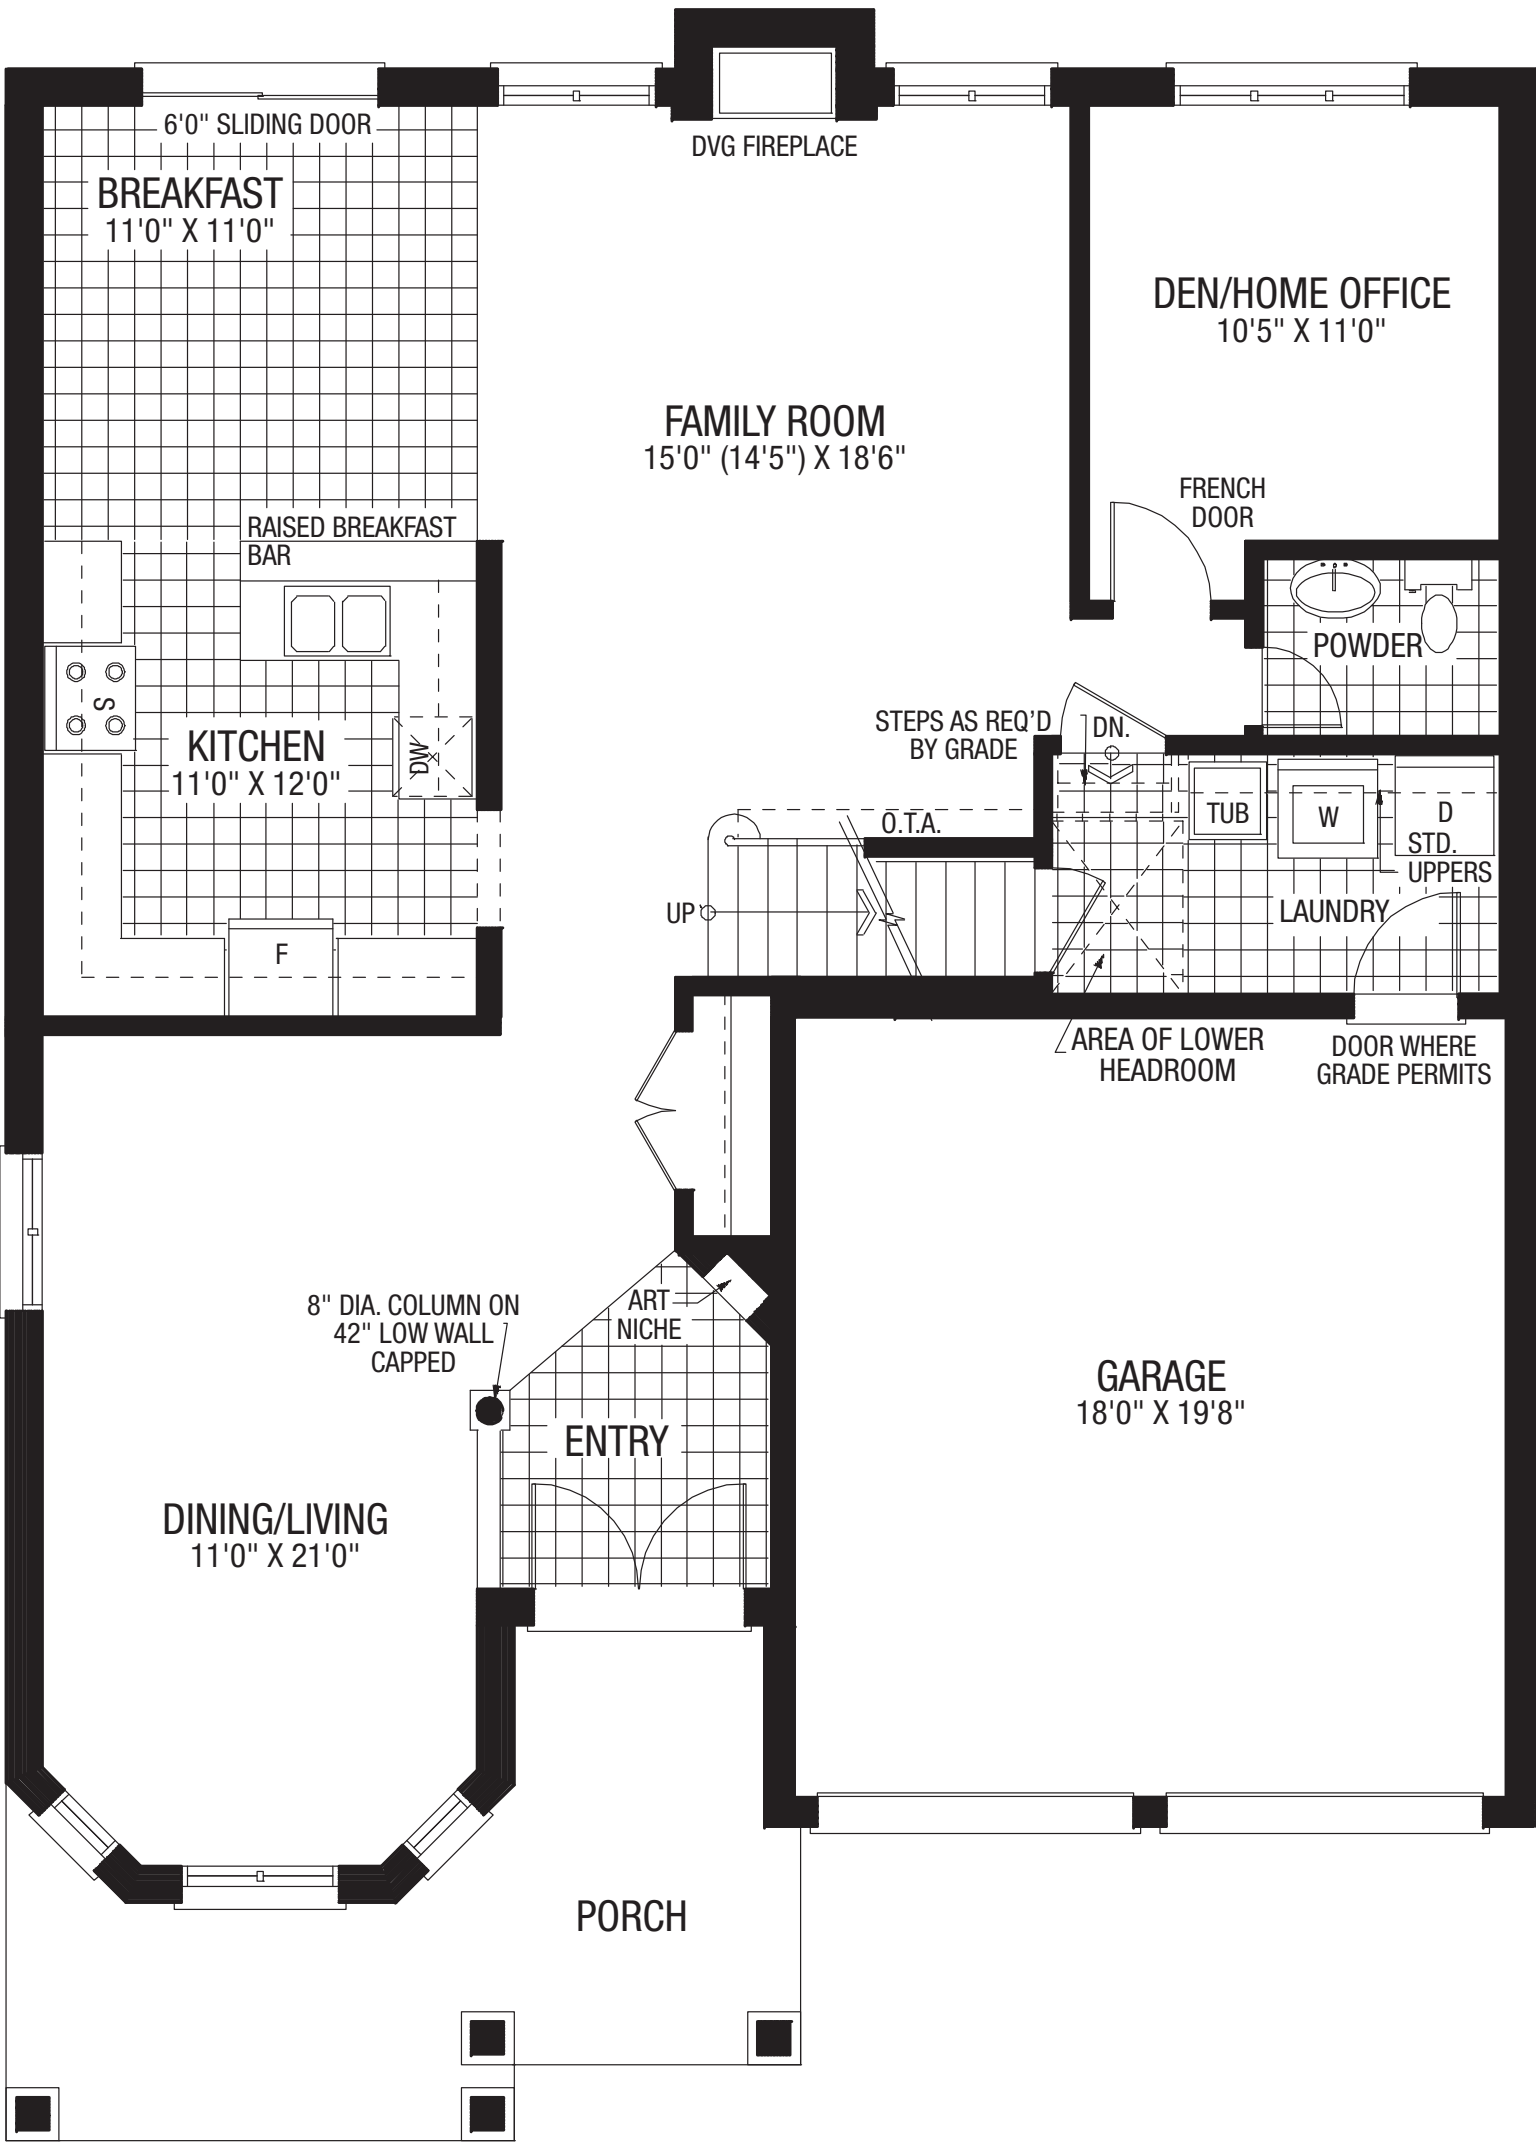 6'0" SLIDING DOOR
BREAKFAST
11'0" X 11'0"
DVG FIREPLACE
DEN/HOME OFFICE
10'5" X 11'0"
FAMILY ROOM
15'0" (14'5") X 18'6"
FRENCH
DOOR
RAISED BREAKFAST
BAR
POWDER
S
KITCHEN
11'0" X 12'0"
DW
STEPS AS REQ'D
BY GRADE
DN.
O.T.A.
TUB
W
D
STD.
UPPERS
UP
LAUNDRY
F
AREA OF LOWER
HEADROOM
DOOR WHERE
GRADE PERMITS
8" DIA. COLUMN ON
42" LOW WALL
CAPPED
ART
NICHE
GARAGE
18'0" X 19'8"
ENTRY
DINING/LIVING
11'0" X 21'0"
PORCH